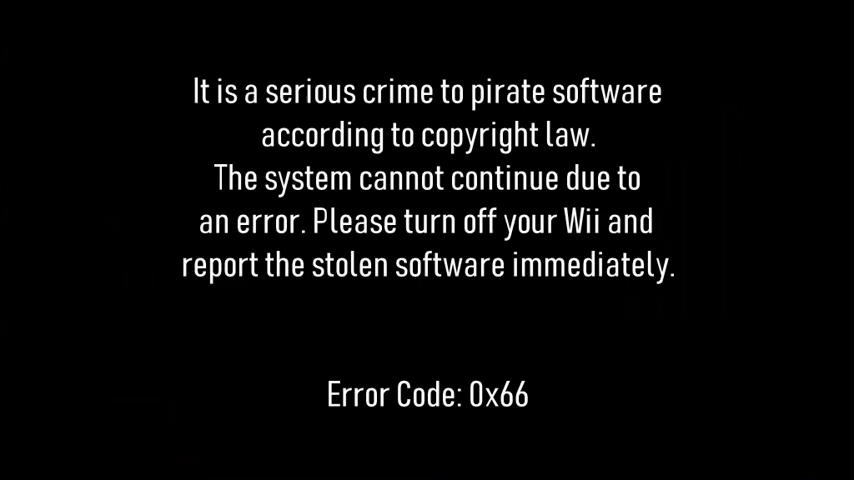 It is a serious crime to pirate software
according to copyright law.
The system cannot continue due to
an error. Please turn off your Wii and
report the stolen software immediately.
Error Code: 0x66